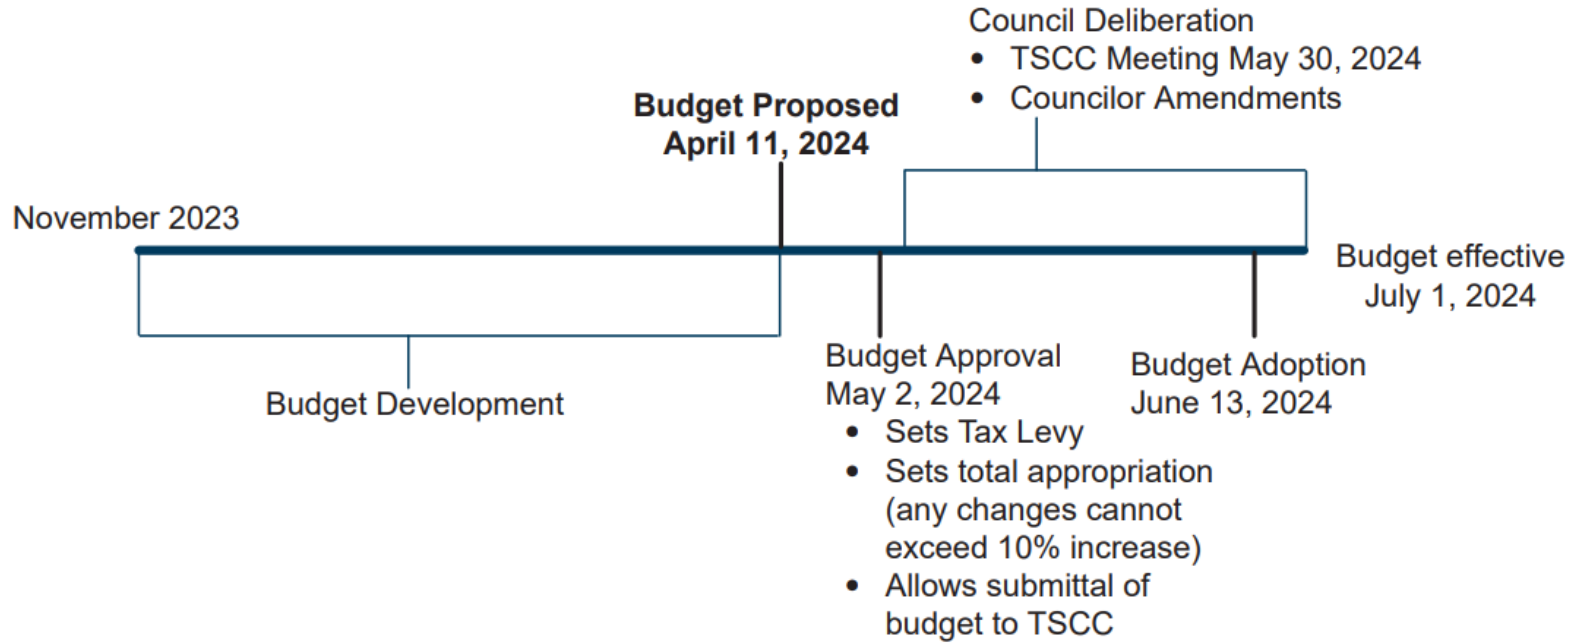 Council Deliberation
• TSCC Meeting May 30, 2024
• Councilor Amendments
Budget Proposed
April 11, 2024
November 2023
Budget effective
July 1, 2024
Budget Development
Budget Approval
May 2, 2024
• Sets Tax Levy
• Sets total appropriation
(any changes cannot
exceed 10% increase)
• Allows submittal of
budget to TSCC
Budget Adoption
June 13, 2024